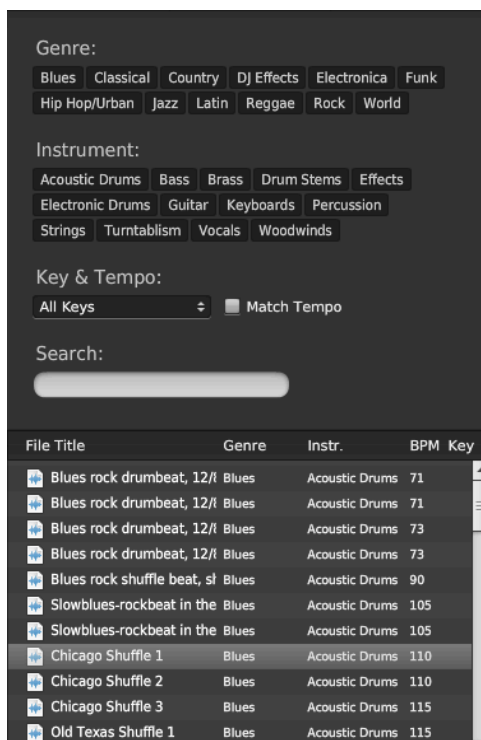 Genre:
Blues Classical Country DJ Effects Electronica Funk
Hip Hop/Urban Jazz Latin Reggae Rock World
Instrument:
Acoustic Drums Bass Brass Drum Stems Effects
Electronic Drums Guitar Keyboards Percussion
Strings Turntablism Vocals Woodwinds
Key & Tempo:
All Keys Match Tempo
Search:
File Title Genre Instr. BPM Key
Blues rock drumbeat, 12/8 Blues Acoustic Drums 71
Blues rock drumbeat, 12/8 Blues Acoustic Drums 71
Blues rock drumbeat, 12/8 Blues Acoustic Drums 73
Blues rock drumbeat, 12/8 Blues Acoustic Drums 73
Blues rock shuffle beat, sl Blues Acoustic Drums 90
Slowblues-rockbeat in the Blues Acoustic Drums 105
Slowblues-rockbeat in the Blues Acoustic Drums 105
Chicago Shuffle 1 Blues Acoustic Drums 110
Chicago Shuffle 2 Blues Acoustic Drums 110
Chicago Shuffle 3 Blues Acoustic Drums 115
Old Texas Shuffle 1 Blues Acoustic Drums 115